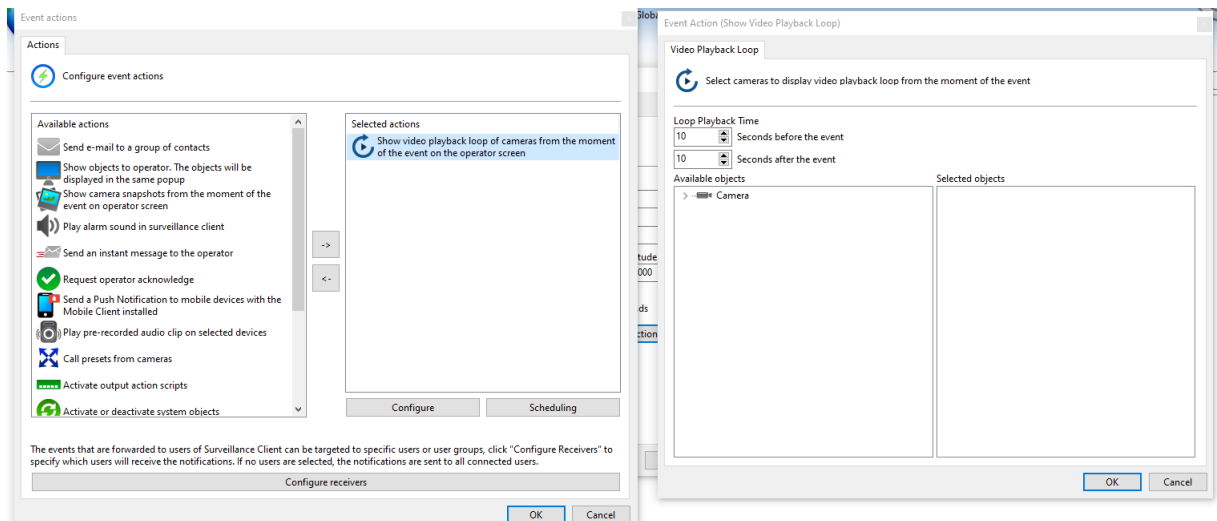 Event actions
Actions
Configure event actions
Available actions
Send e-mail to a group of contacts
Show objects to operator. The objects will be
displayed in the same popup
Show camera snapshots from the moment of the
event on operator screen
Play alarm sound in surveillance client
Send an instant message to the operator
Request operator acknowledge
Send a Push Notification to mobile devices with the
Mobile Client installed
Play pre-recorded audio clip on selected devices
Call presets from cameras
Activate output action scripts
Activate or deactivate system objects
->
<-
Selected actions
Show video playback loop of cameras from the moment
of the event on the operator screen
Configure
Scheduling
The events that are forwarded to users of Surveillance Client can be targeted to specific users or user groups, click "Configure Receivers" to
specify which users will receive the notifications. If no users are selected, the notifications are sent to all connected users.
Configure receivers
OK
Cancel
Globa
tude
000
ds
ction
Event Action (Show Video Playback Loop)
Video Playback Loop
Select cameras to display video playback loop from the moment of the event
Loop Playback Time
10 Seconds before the event
10 Seconds after the event
Available objects
Camera
Selected objects
OK
Cancel